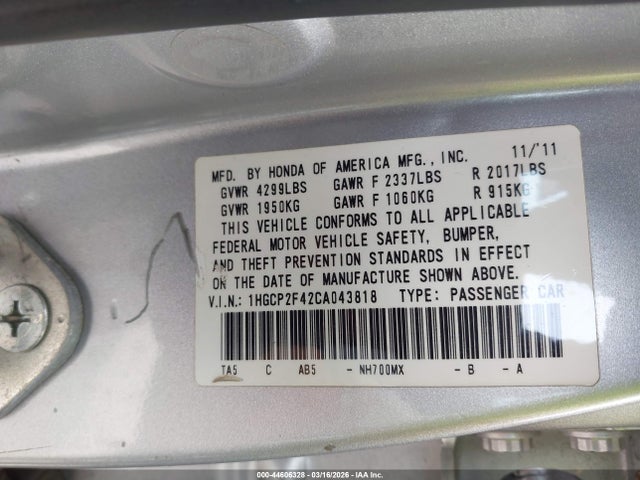 MFD. BY HONDA OF AMERICA MFG., INC. 11/'11
GVWR 4299LBS GAWR F 2337LBS R 2017LBS
GVWR 1950KG GAWR F 1060KG R 915KG
THIS VEHICLE CONFORMS TO ALL APPLICABLE
FEDERAL MOTOR VEHICLE SAFETY, BUMPER,
AND THEFT PREVENTION STANDARDS IN EFFECT
ON THE DATE OF MANUFACTURE SHOWN ABOVE.
V.I.N.: 1HGCP2F42CA043818 TYPE: PASSENGER CAR
TA5 C AB5 - NH700MX - B - A
000-44606328 - 03/16/2026 - IAA Inc.